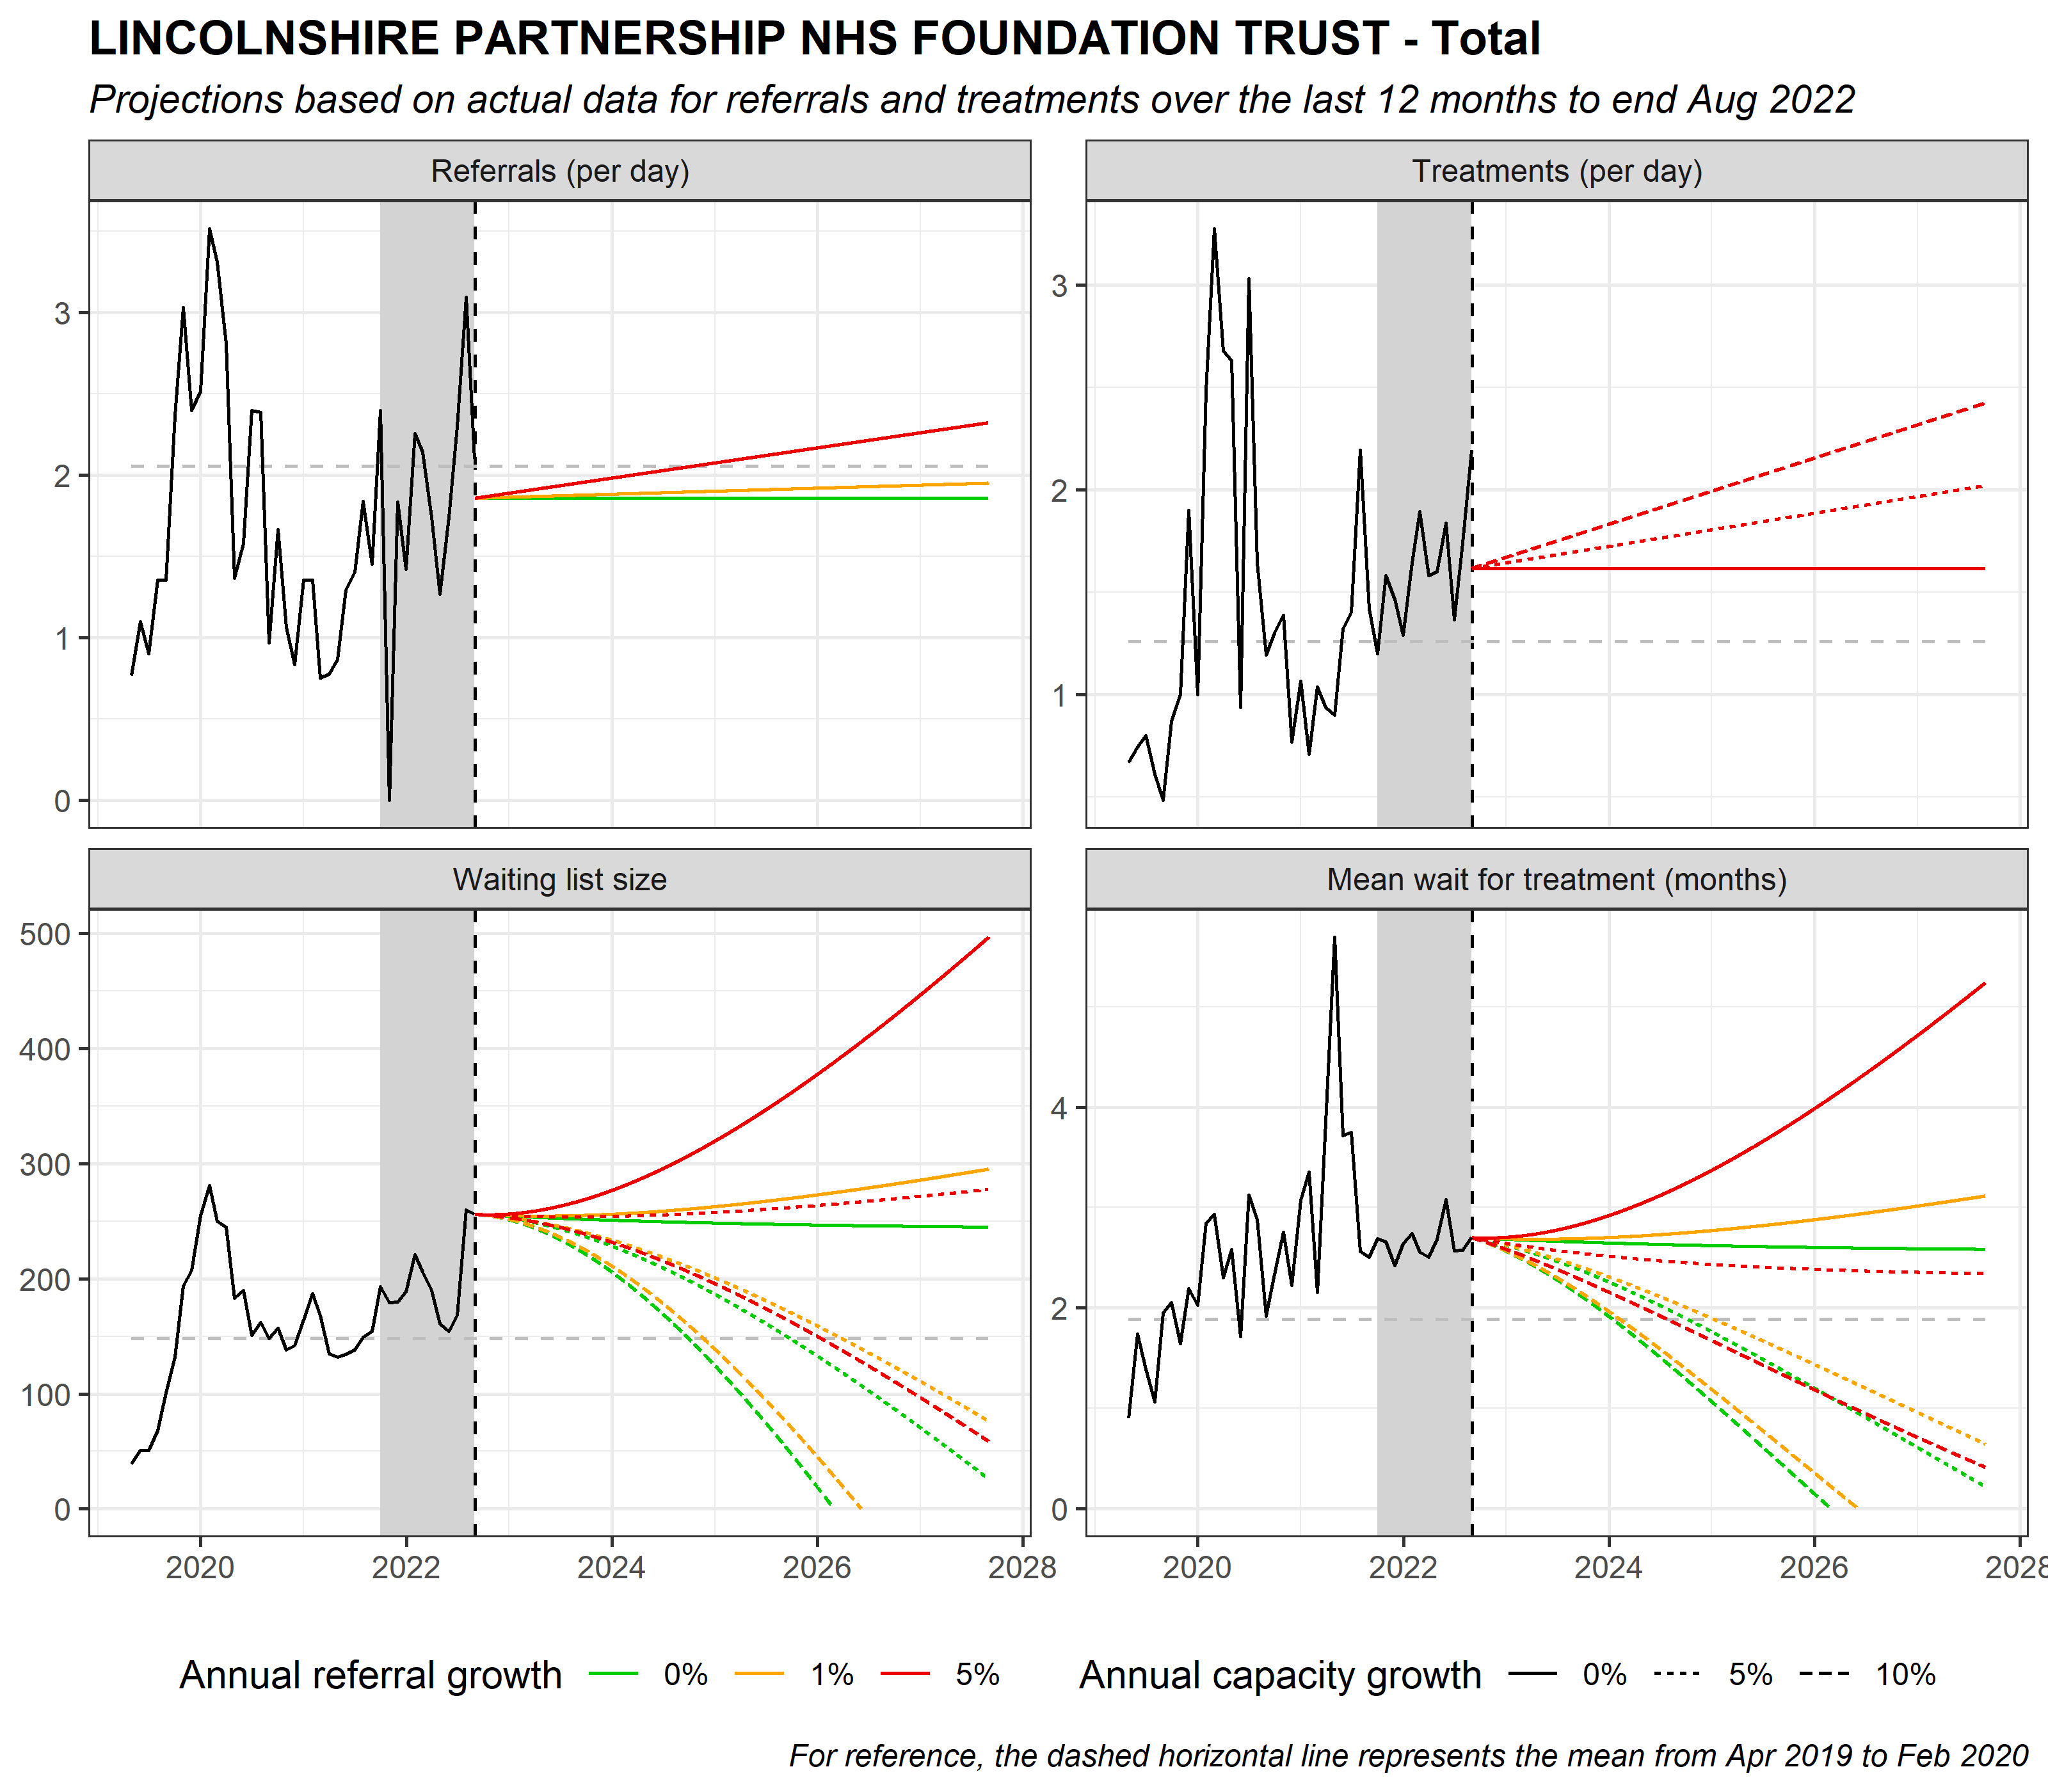 LINCOLNSHIRE PARTNERSHIP NHS FOUNDATION TRUST - Total
Projections based on actual data for referrals and treatments over the last 12 months to end Aug 2022
Referrals (per day)
Treatments (per day)
3
2
1
0
3
2
1
Waiting list size
Mean wait for treatment (months)
500
400
300
200
100
0
4
2
0
2020 2022 2024 2026 2028
2020 2022 2024 2026 2028
Annual referral growth 0% 1% 5%
Annual capacity growth 0% 5% 10%
For reference, the dashed horizontal line represents the mean from Apr 2019 to Feb 2020